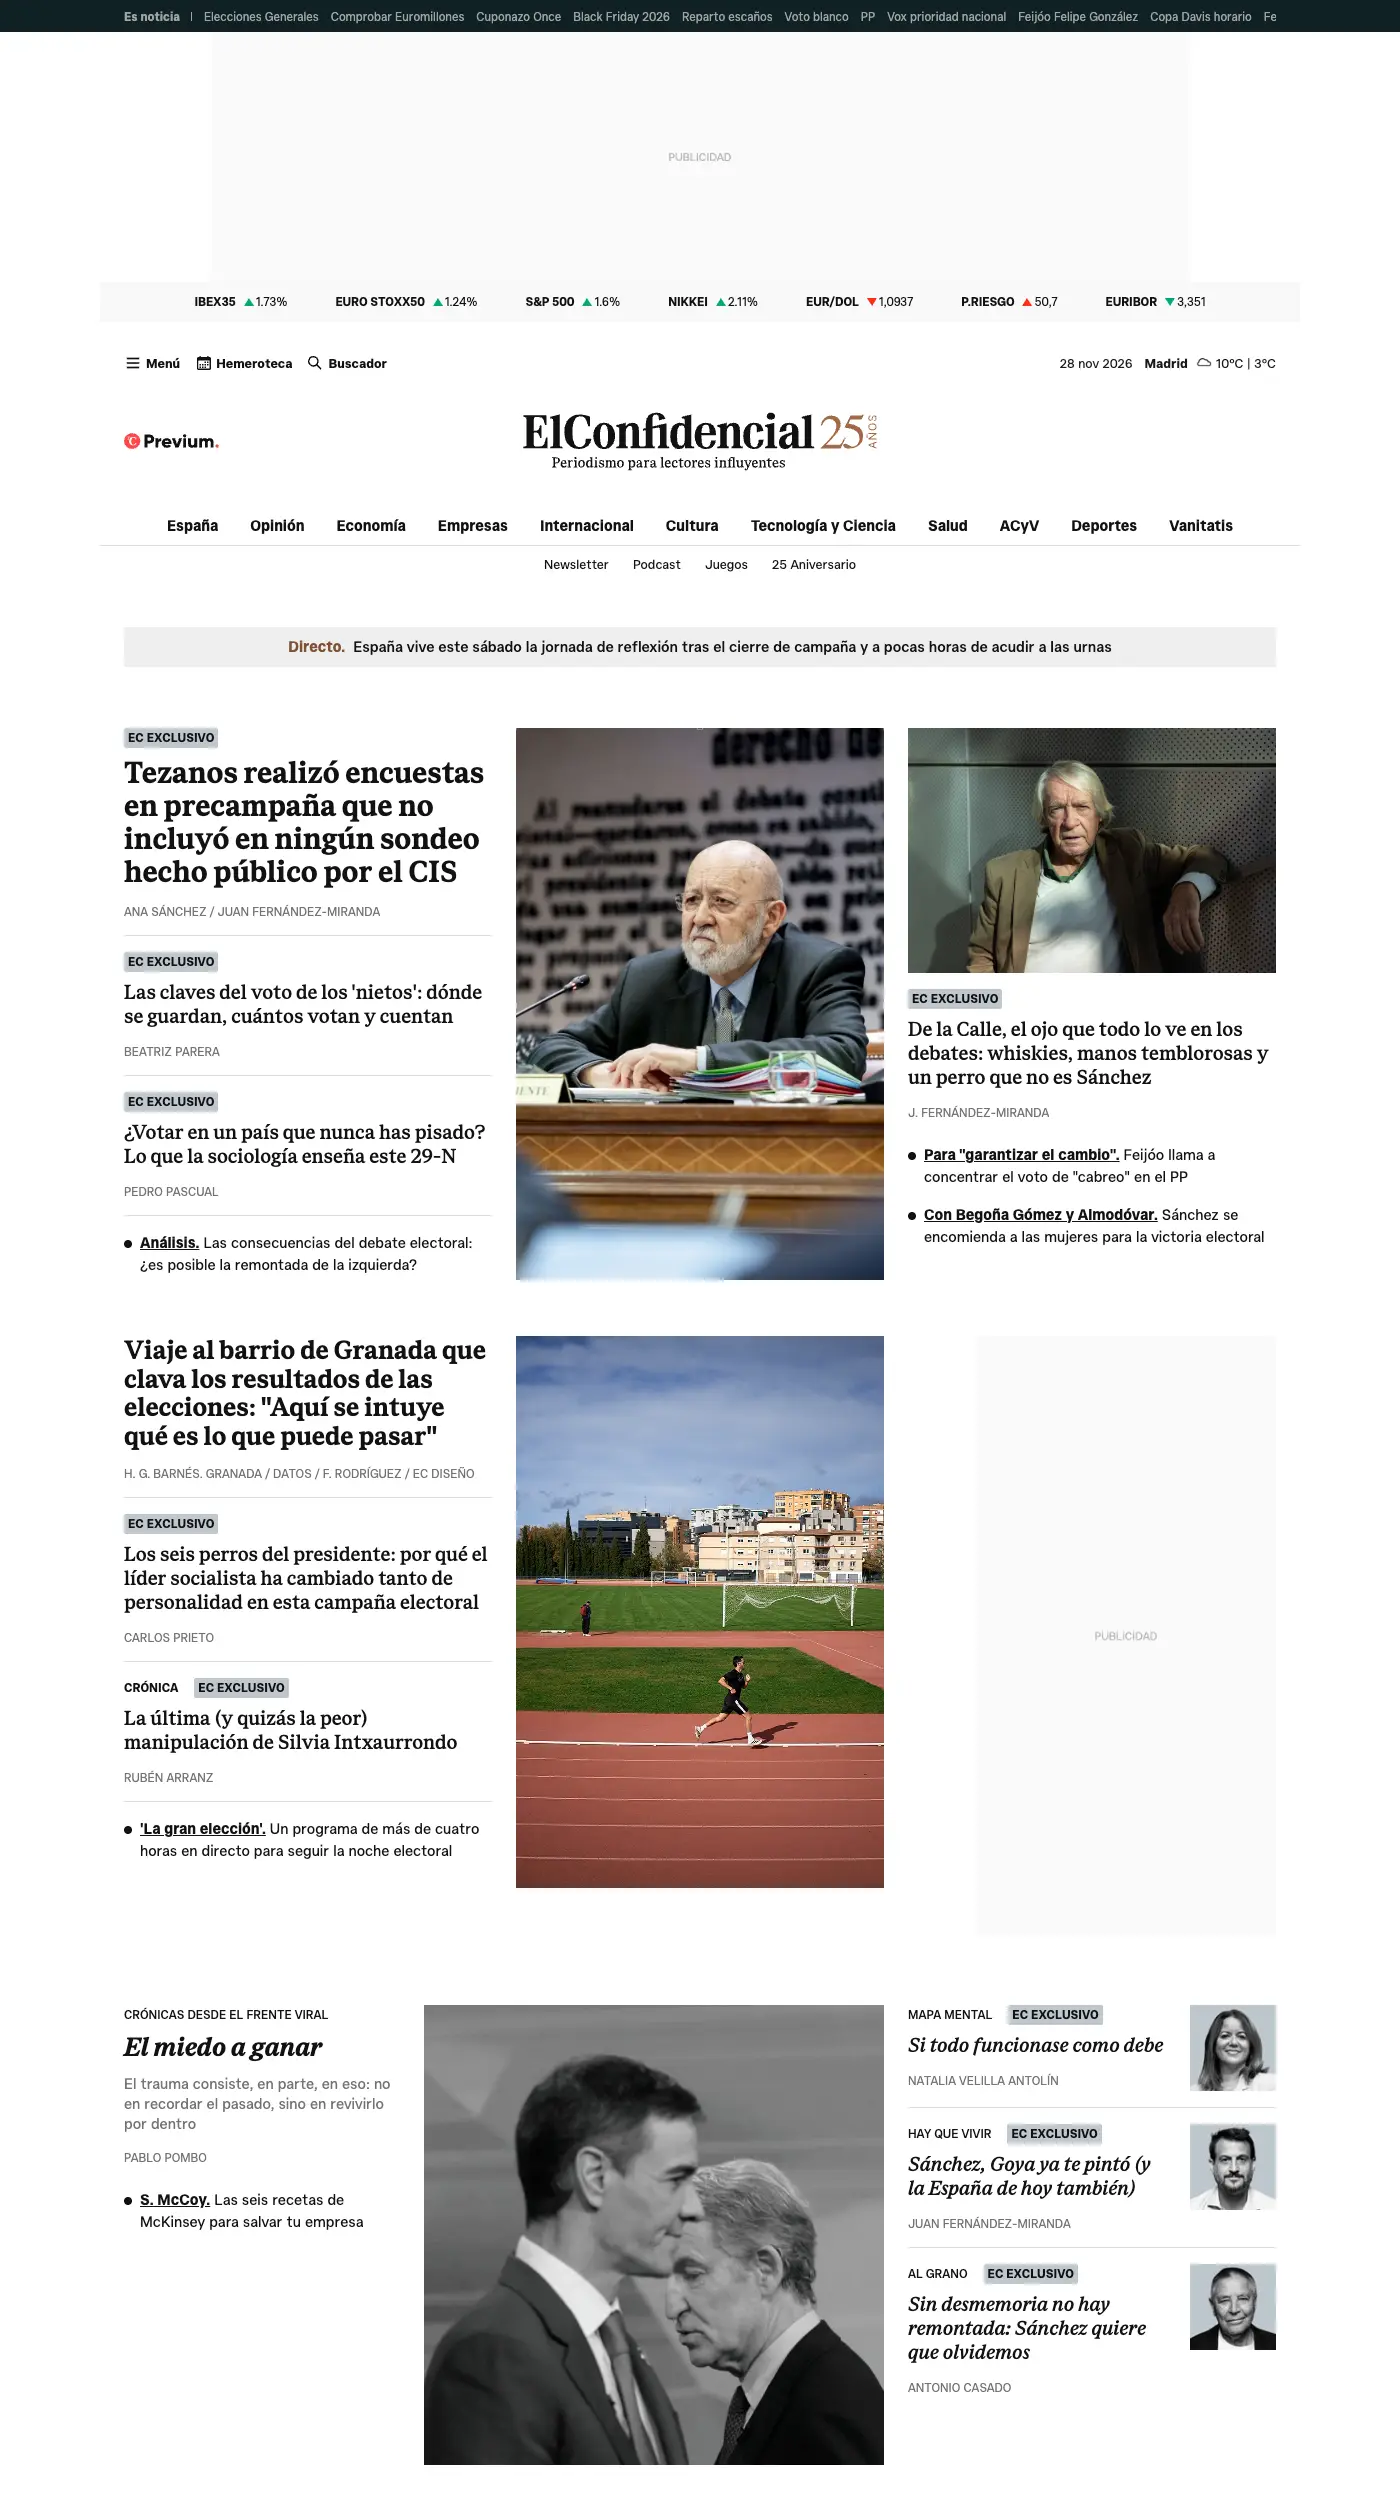 Es noticia | Elecciones Generales Comprobar Euromillones Cuponazo Once Black Friday 2026 Reparto escaños Voto blanco PP Vox prioridad nacional Feijóo Felipe González Copa Davis horario Fe
PUBLICIDAD
IBEX35 ▲1.73% EURO STOXX50 ▲1.24% S&P 500 ▲1.6% NIKKEI ▲2.11% EUR/DOL ▼1,0937 P.RIESGO ▲50,7 EURIBOR ▼3,351
Menú Hemeroteca Buscador
28 nov 2026 Madrid 10ºC | 3ºC
Previum.
ElConfidencial 25 AÑOS
Periodismo para lectores influyentes
España Opinión Economía Empresas Internacional Cultura Tecnología y Ciencia Salud ACyV Deportes Vanitatis
Newsletter Podcast Juegos 25 Aniversario
Directo. España vive este sábado la jornada de reflexión tras el cierre de campaña y a pocas horas de acudir a las urnas
EC EXCLUSIVO
Tezanos realizó encuestas
en precampaña que no
incluyó en ningún sondeo
hecho público por el CIS
ANA SÁNCHEZ / JUAN FERNÁNDEZ-MIRANDA
EC EXCLUSIVO
Las claves del voto de los 'nietos': dónde
se guardan, cuántos votan y cuentan
BEATRIZ PARERA
EC EXCLUSIVO
¿Votar en un país que nunca has pisado?
Lo que la sociología enseña este 29-N
PEDRO PASCUAL
Análisis. Las consecuencias del debate electoral:
¿es posible la remontada de la izquierda?
derecho de
EC EXCLUSIVO
De la Calle, el ojo que todo lo ve en los
debates: whiskies, manos temblorosas y
un perro que no es Sánchez
J. FERNÁNDEZ-MIRANDA
Para "garantizar el cambio". Feijóo llama a
concentrar el voto de "cabreo" en el PP
Con Begoña Gómez y Almodóvar. Sánchez se
encomienda a las mujeres para la victoria electoral
Viaje al barrio de Granada que
clava los resultados de las
elecciones: "Aquí se intuye
qué es lo que puede pasar"
H. G. BARNÉS. GRANADA / DATOS / F. RODRÍGUEZ / EC DISEÑO
EC EXCLUSIVO
Los seis perros del presidente: por qué el
líder socialista ha cambiado tanto de
personalidad en esta campaña electoral
CARLOS PRIETO
CRÓNICA EC EXCLUSIVO
La última (y quizás la peor)
manipulación de Silvia Intxaurrondo
RUBÉN ARRANZ
'La gran elección'. Un programa de más de cuatro
horas en directo para seguir la noche electoral
PUBLICIDAD
CRÓNICAS DESDE EL FRENTE VIRAL
El miedo a ganar
El trauma consiste, en parte, en eso: no
en recordar el pasado, sino en revivirlo
por dentro
PABLO POMBO
S. McCoy. Las seis recetas de
McKinsey para salvar tu empresa
MAPA MENTAL EC EXCLUSIVO
Si todo funcionase como debe
NATALIA VELILLA ANTOLÍN
HAY QUE VIVIR EC EXCLUSIVO
Sánchez, Goya ya te pintó (y
la España de hoy también)
JUAN FERNÁNDEZ-MIRANDA
AL GRANO EC EXCLUSIVO
Sin desmemoria no hay
remontada: Sánchez quiere
que olvidemos
ANTONIO CASADO